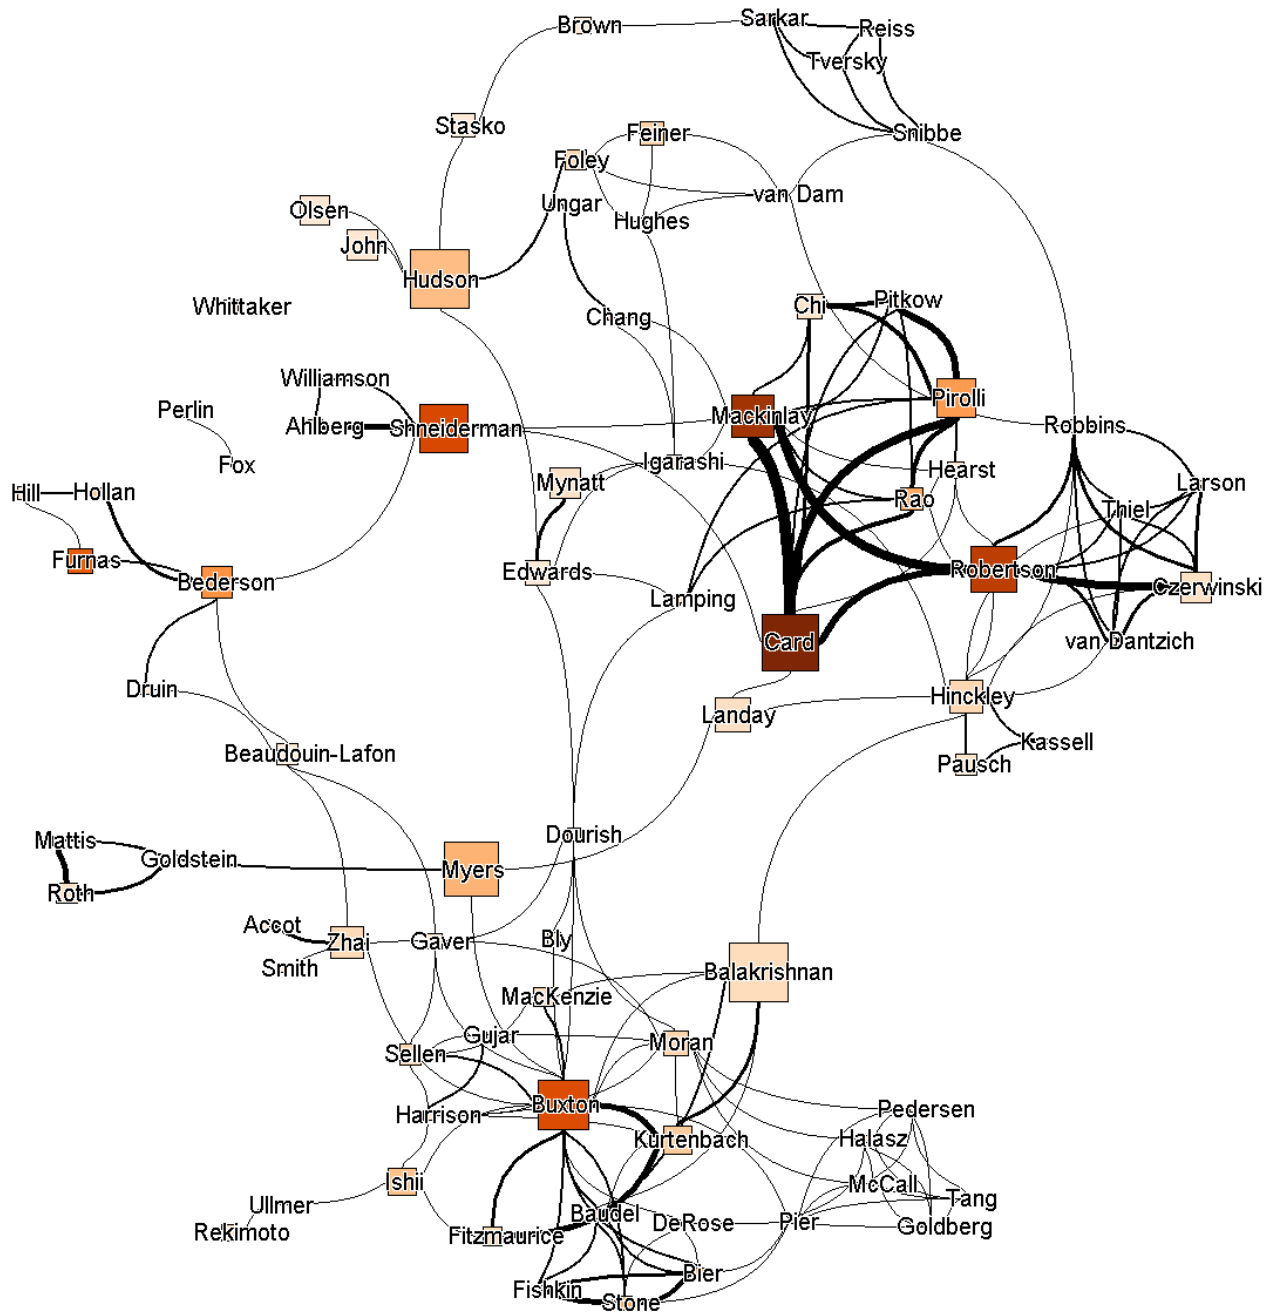 Brown
Sarkar
Reiss
Tversky
Stasko
Feiner
Snibbe
Foley
van Dam
Olsen
Ungar
Hughes
John
Hudson
Whittaker
Chang
Chi
Pitkow
Williamson
Perlin
Ahlberg
Shneiderman
Mackinlay
Pirolli
Robbins
Fox
Igarashi
Hearst
Mynatt
Larson
Hill
Hollan
Rao
Thiel
Furnas
Bederson
Edwards
Robertson
Czerwinski
Lamping
Card
van Dantzich
Druin
Landay
Hinckley
Beaudouin-Lafon
Kassell
Pausch
Dourish
Mattis
Goldstein
Myers
Roth
Accot
Zhai
Gaver
Bly
Smith
Balakrishnan
MacKenzie
Gujar
Moran
Sellen
Harrison
Buxton
Pedersen
Kurtenbach
Halasz
Ishii
McCall
Ullmer
Tang
Rekimoto
Fitzmaurice
Baudel
DeRose
Pier
Goldberg
Bier
Fishkin
Stone